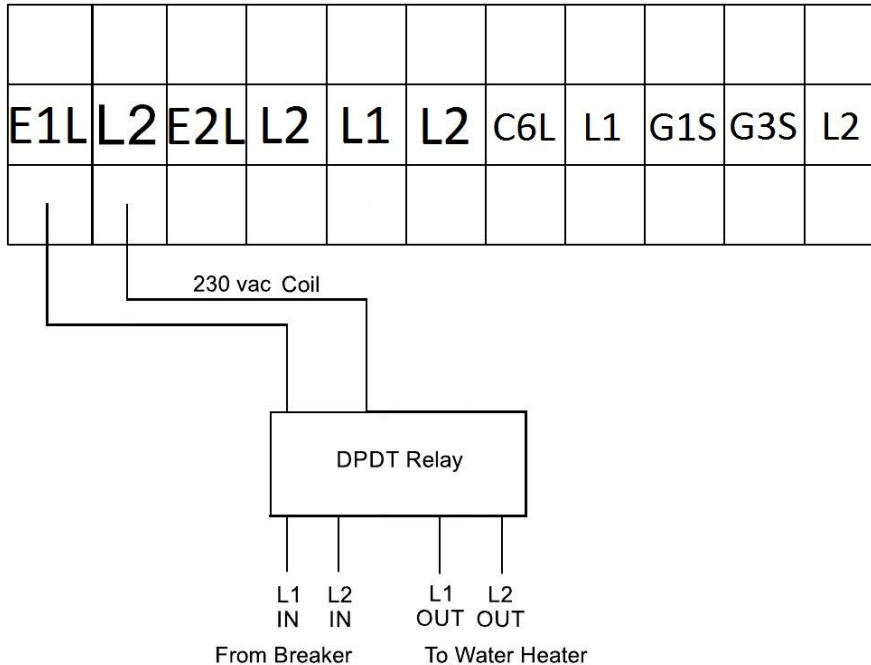 E1L L2 E2L L2 L1 L2 C6L L1 G1S G3S L2
230 vac Coil
DPDT Relay
L1 L2 L1 L2
IN IN OUT OUT
From Breaker To Water Heater